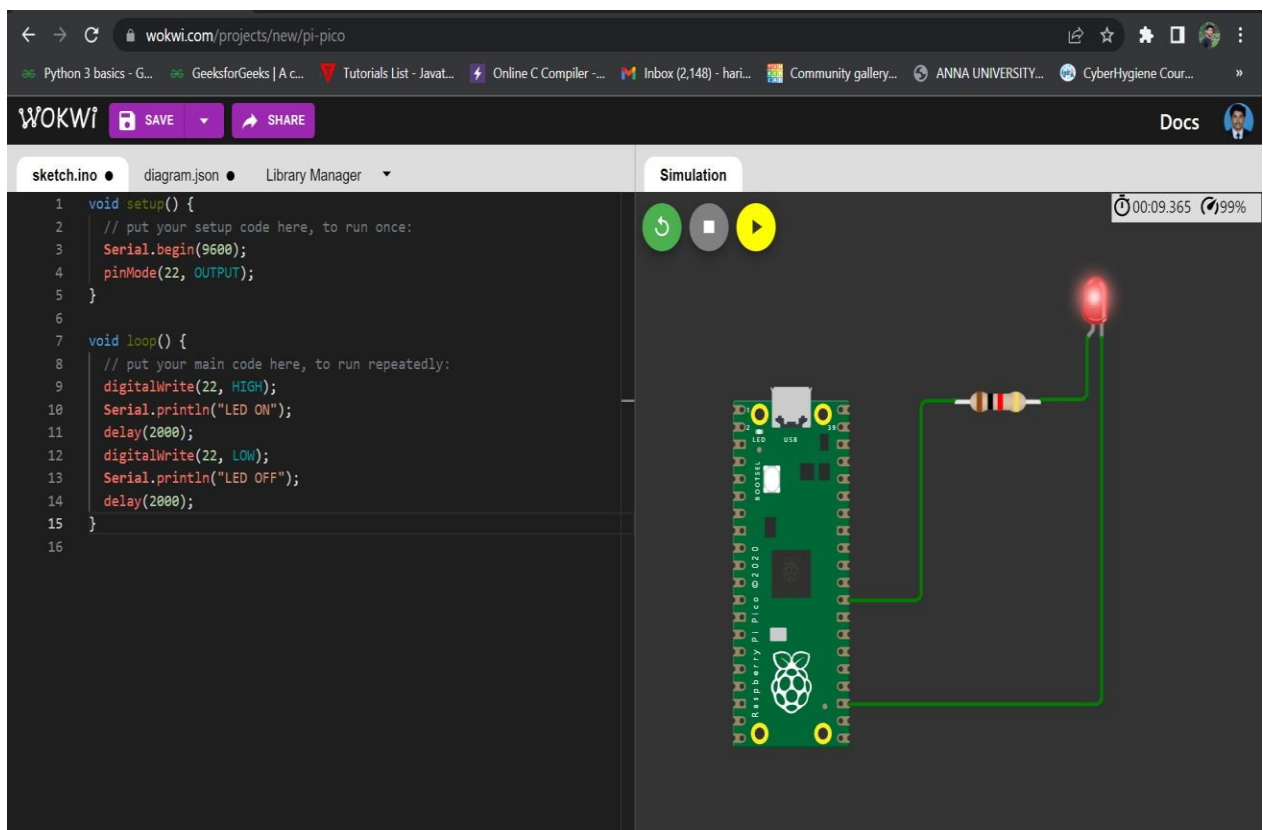 wokwi.com/projects/new/pi-pico
Python 3 basics - G... GeeksforGeeks | A c... Tutorials List - Javat... Online C Compiler -... Inbox (2,148) - hari... Community gallery... ANNA UNIVERSITY... CyberHygiene Cour... »
WOKWi SAVE SHARE Docs
sketch.ino ● diagram.json ● Library Manager Simulation
00:09.365 99%
1 void setup() {
2 // put your setup code here, to run once:
3 Serial.begin(9600);
4 pinMode(22, OUTPUT);
5 }
6
7 void loop() {
8 // put your main code here, to run repeatedly:
9 digitalWrite(22, HIGH);
10 Serial.println("LED ON");
11 delay(2000);
12 digitalWrite(22, LOW);
13 Serial.println("LED OFF");
14 delay(2000);
15 }
16
1
2 39
LED USB
BOOTSEL
Raspberry Pi Pico ©2020